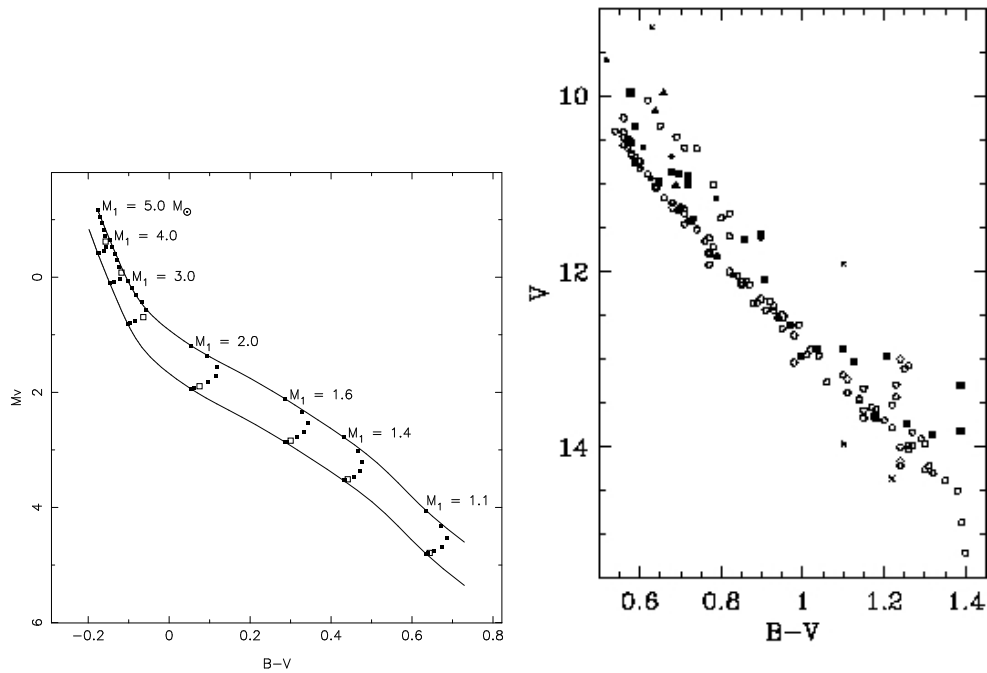 M₁ = 5.0 M⊙
M₁ = 4.0
M₁ = 3.0
M₁ = 2.0
M₁ = 1.6
M₁ = 1.4
M₁ = 1.1
0
2
4
6
Mv
−0.2
0
0.2
0.4
0.6
0.8
B−V
10
12
14
V
0.6
0.8
1
1.2
1.4
B−V